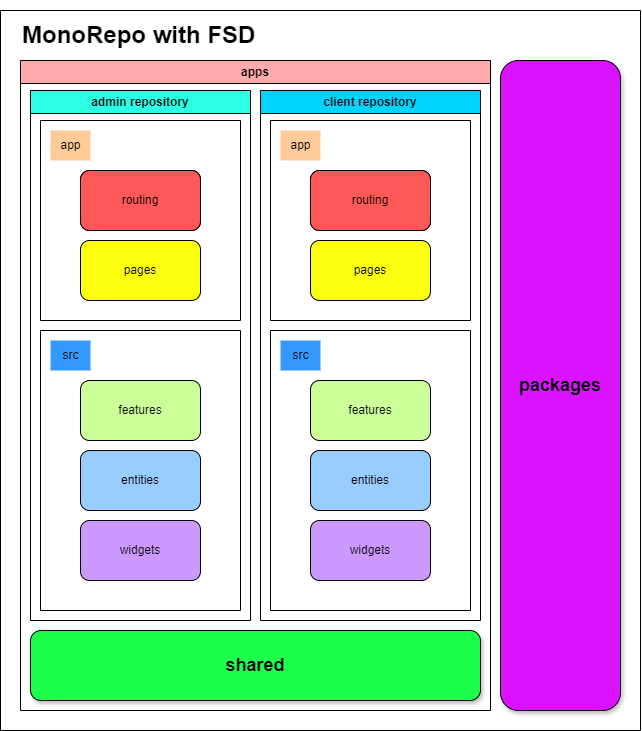 MonoRepo with FSD
apps
admin repository
app
routing
pages
src
features
entities
widgets
client repository
app
routing
pages
src
features
entities
widgets
shared
packages